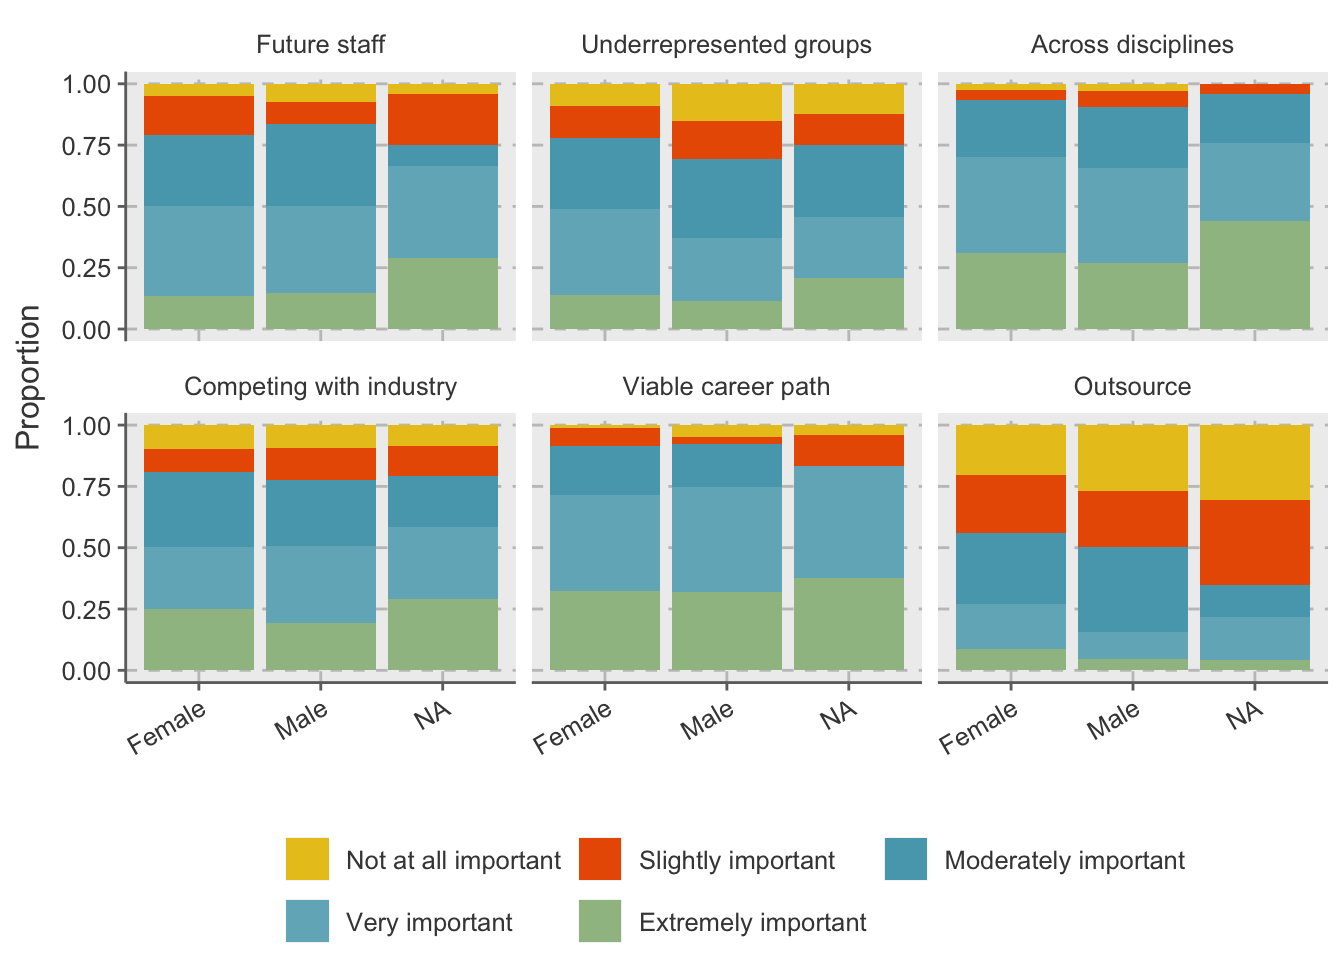 Future staff
Underrepresented groups
Across disciplines
1.00
0.75
0.50
0.25
0.00
Proportion
Competing with industry
Viable career path
Outsource
1.00
0.75
0.50
0.25
0.00
Female
Male
NA
Female
Male
NA
Female
Male
NA
Not at all important
Slightly important
Moderately important
Very important
Extremely important